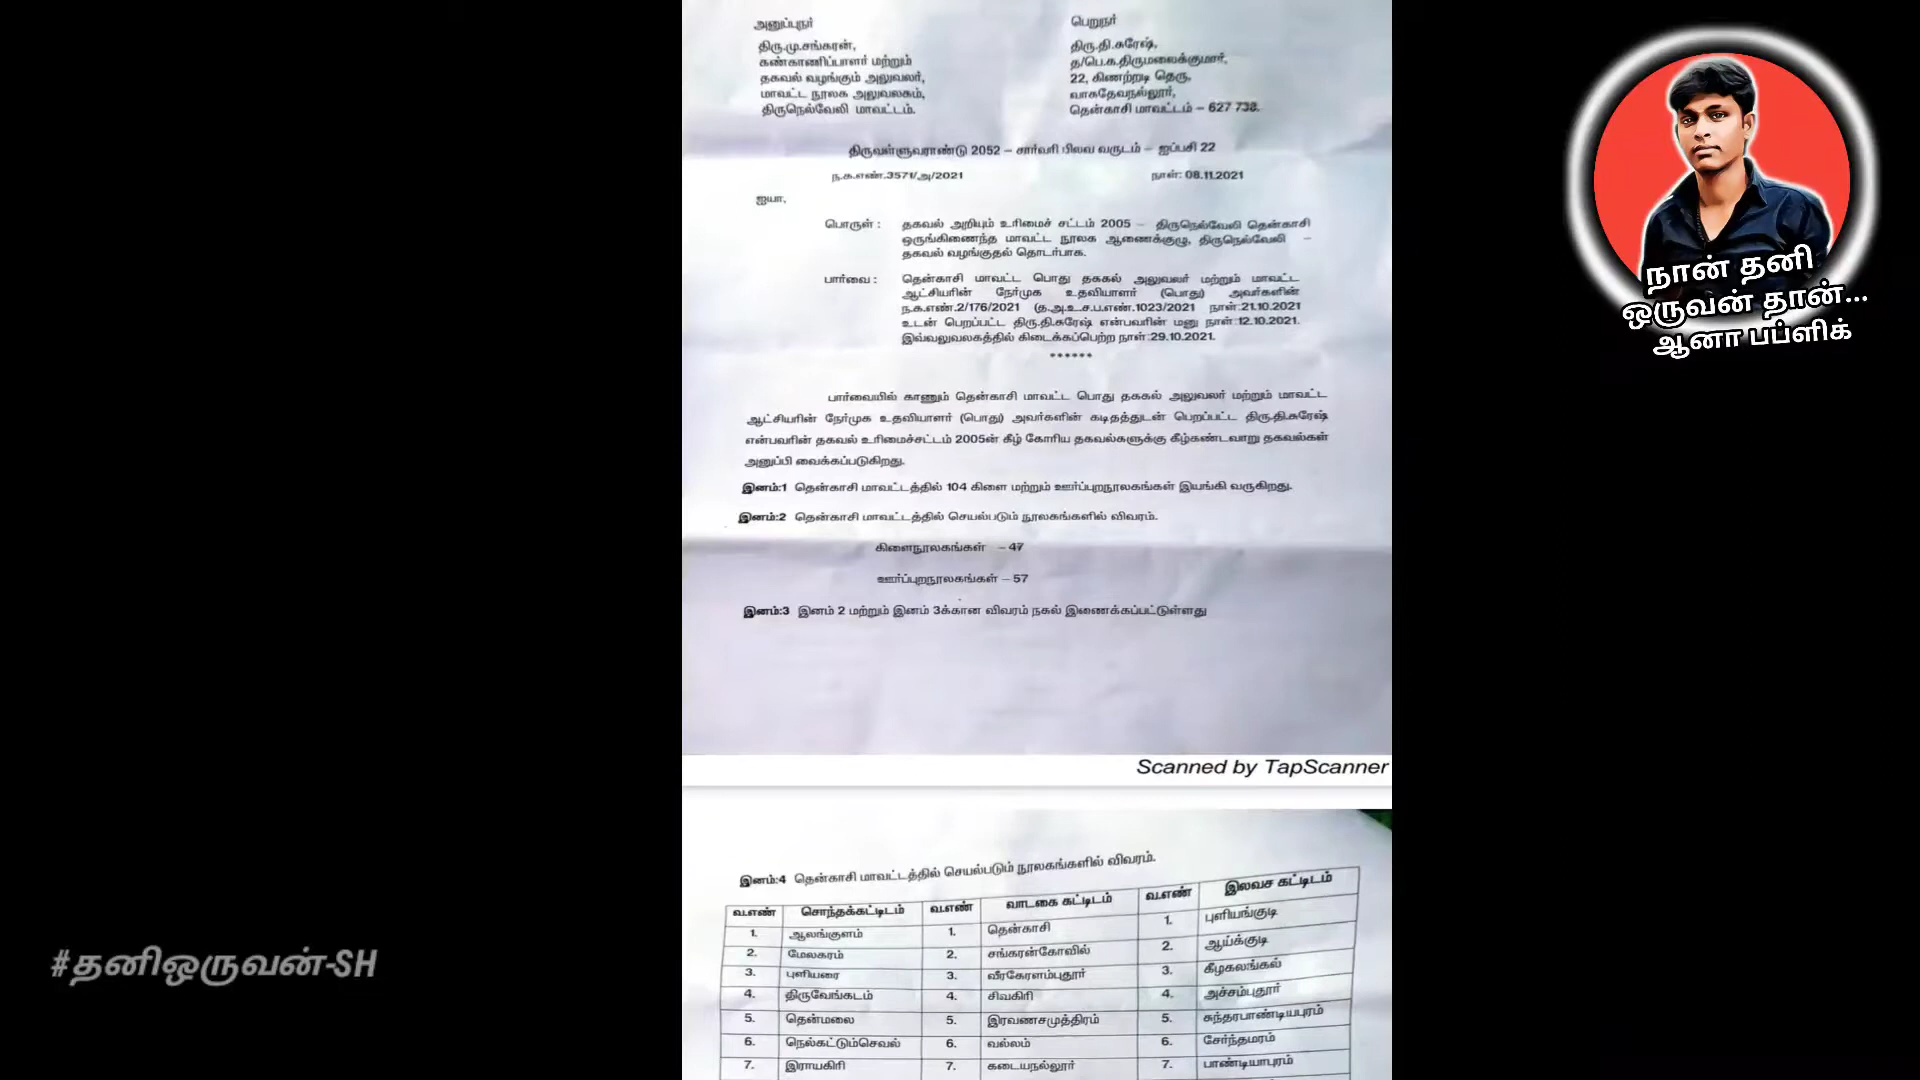 அனுப்புநர்
திரு.மு.சங்கரன்,
கண்காணிப்பாளர் மற்றும்
தகவல் வழங்கும் அலுவலர்,
மாவட்ட நூலக அலுவலகம்,
திருநெல்வேலி மாவட்டம்.
பெறுநர்
திரு.தி.சுரேஷ்,
த/பெ.க.திருமலைக்குமார்,
22, கிணற்றடி தெரு,
வாசுதேவநல்லூர்,
தென்காசி மாவட்டம் – 627 738.
திருவள்ளுவராண்டு 2052 – சார்வரி பிலவ வருடம் – ஐப்பசி 22
ந.க.எண்.3571/அ/2021 நாள்: 08.11.2021
ஐயா,
பொருள் : தகவல் அறியும் உரிமைச் சட்டம் 2005 – திருநெல்வேலி தென்காசி
ஒருங்கிணைந்த மாவட்ட நூலக ஆணைக்குழு, திருநெல்வேலி –
தகவல் வழங்குதல் தொடர்பாக.
பார்வை : தென்காசி மாவட்ட பொது தகவல் அலுவலர் மற்றும் மாவட்ட
ஆட்சியரின் நேர்முக உதவியாளர் (பொது) அவர்களின்
ந.க.எண்.2/176/2021 (த.அ.உ.ச.ப.எண்.1023/2021 நாள்:21.10.2021
உடன் பெறப்பட்ட திரு.தி.சுரேஷ் என்பவரின் மனு நாள்:12.10.2021.
இவ்வலுவலகத்தில் கிடைக்கப்பெற்ற நாள்:29.10.2021.
******
பார்வையில் காணும் தென்காசி மாவட்ட பொது தகவல் அலுவலர் மற்றும் மாவட்ட
ஆட்சியரின் நேர்முக உதவியாளர் (பொது) அவர்களின் கடிதத்துடன் பெறப்பட்ட திரு.தி.சுரேஷ்
என்பவரின் தகவல் உரிமைச்சட்டம் 2005ன் கீழ் கோரிய தகவல்களுக்கு கீழ்கண்டவாறு தகவல்கள்
அனுப்பி வைக்கப்படுகிறது.
இனம்:1 தென்காசி மாவட்டத்தில் 104 கிளை மற்றும் ஊர்ப்புறநூலகங்கள் இயங்கி வருகிறது.
இனம்:2 தென்காசி மாவட்டத்தில் செயல்படும் நூலகங்களில் விவரம்.
கிளைநூலகங்கள் – 47
ஊர்ப்புறநூலகங்கள் – 57
இனம்:3 இனம் 2 மற்றும் இனம் 3க்கான விவரம் நகல் இணைக்கப்பட்டுள்ளது
Scanned by TapScanner
இனம்:4 தென்காசி மாவட்டத்தில் செயல்படும் நூலகங்களில் விவரம்.
வ.எண் சொந்தக்கட்டிடம் வ.எண் வாடகை கட்டிடம் வ.எண் இலவச கட்டிடம்
1. ஆலங்குளம் 1. தென்காசி 1. புளியங்குடி
2. மேலகரம் 2. சங்கரன்கோவில் 2. ஆய்க்குடி
3. புளியரை 3. வீரகேரளம்புதூர் 3. கீழகலங்கல்
4. திருவேங்கடம் 4. சிவகிரி 4. அச்சம்புதூர்
5. தென்மலை 5. இரவணசமுத்திரம் 5. சுந்தரபாண்டியபுரம்
6. நெல்கட்டும்செவல் 6. வல்லம் 6. சேர்ந்தமரம்
7. இராயகிரி 7. கடையநல்லூர் 7. பாண்டியாபுரம்
நான் தனி
ஒருவன் தான்...
ஆனா பப்ளிக்
#தனிஒருவன்-SH